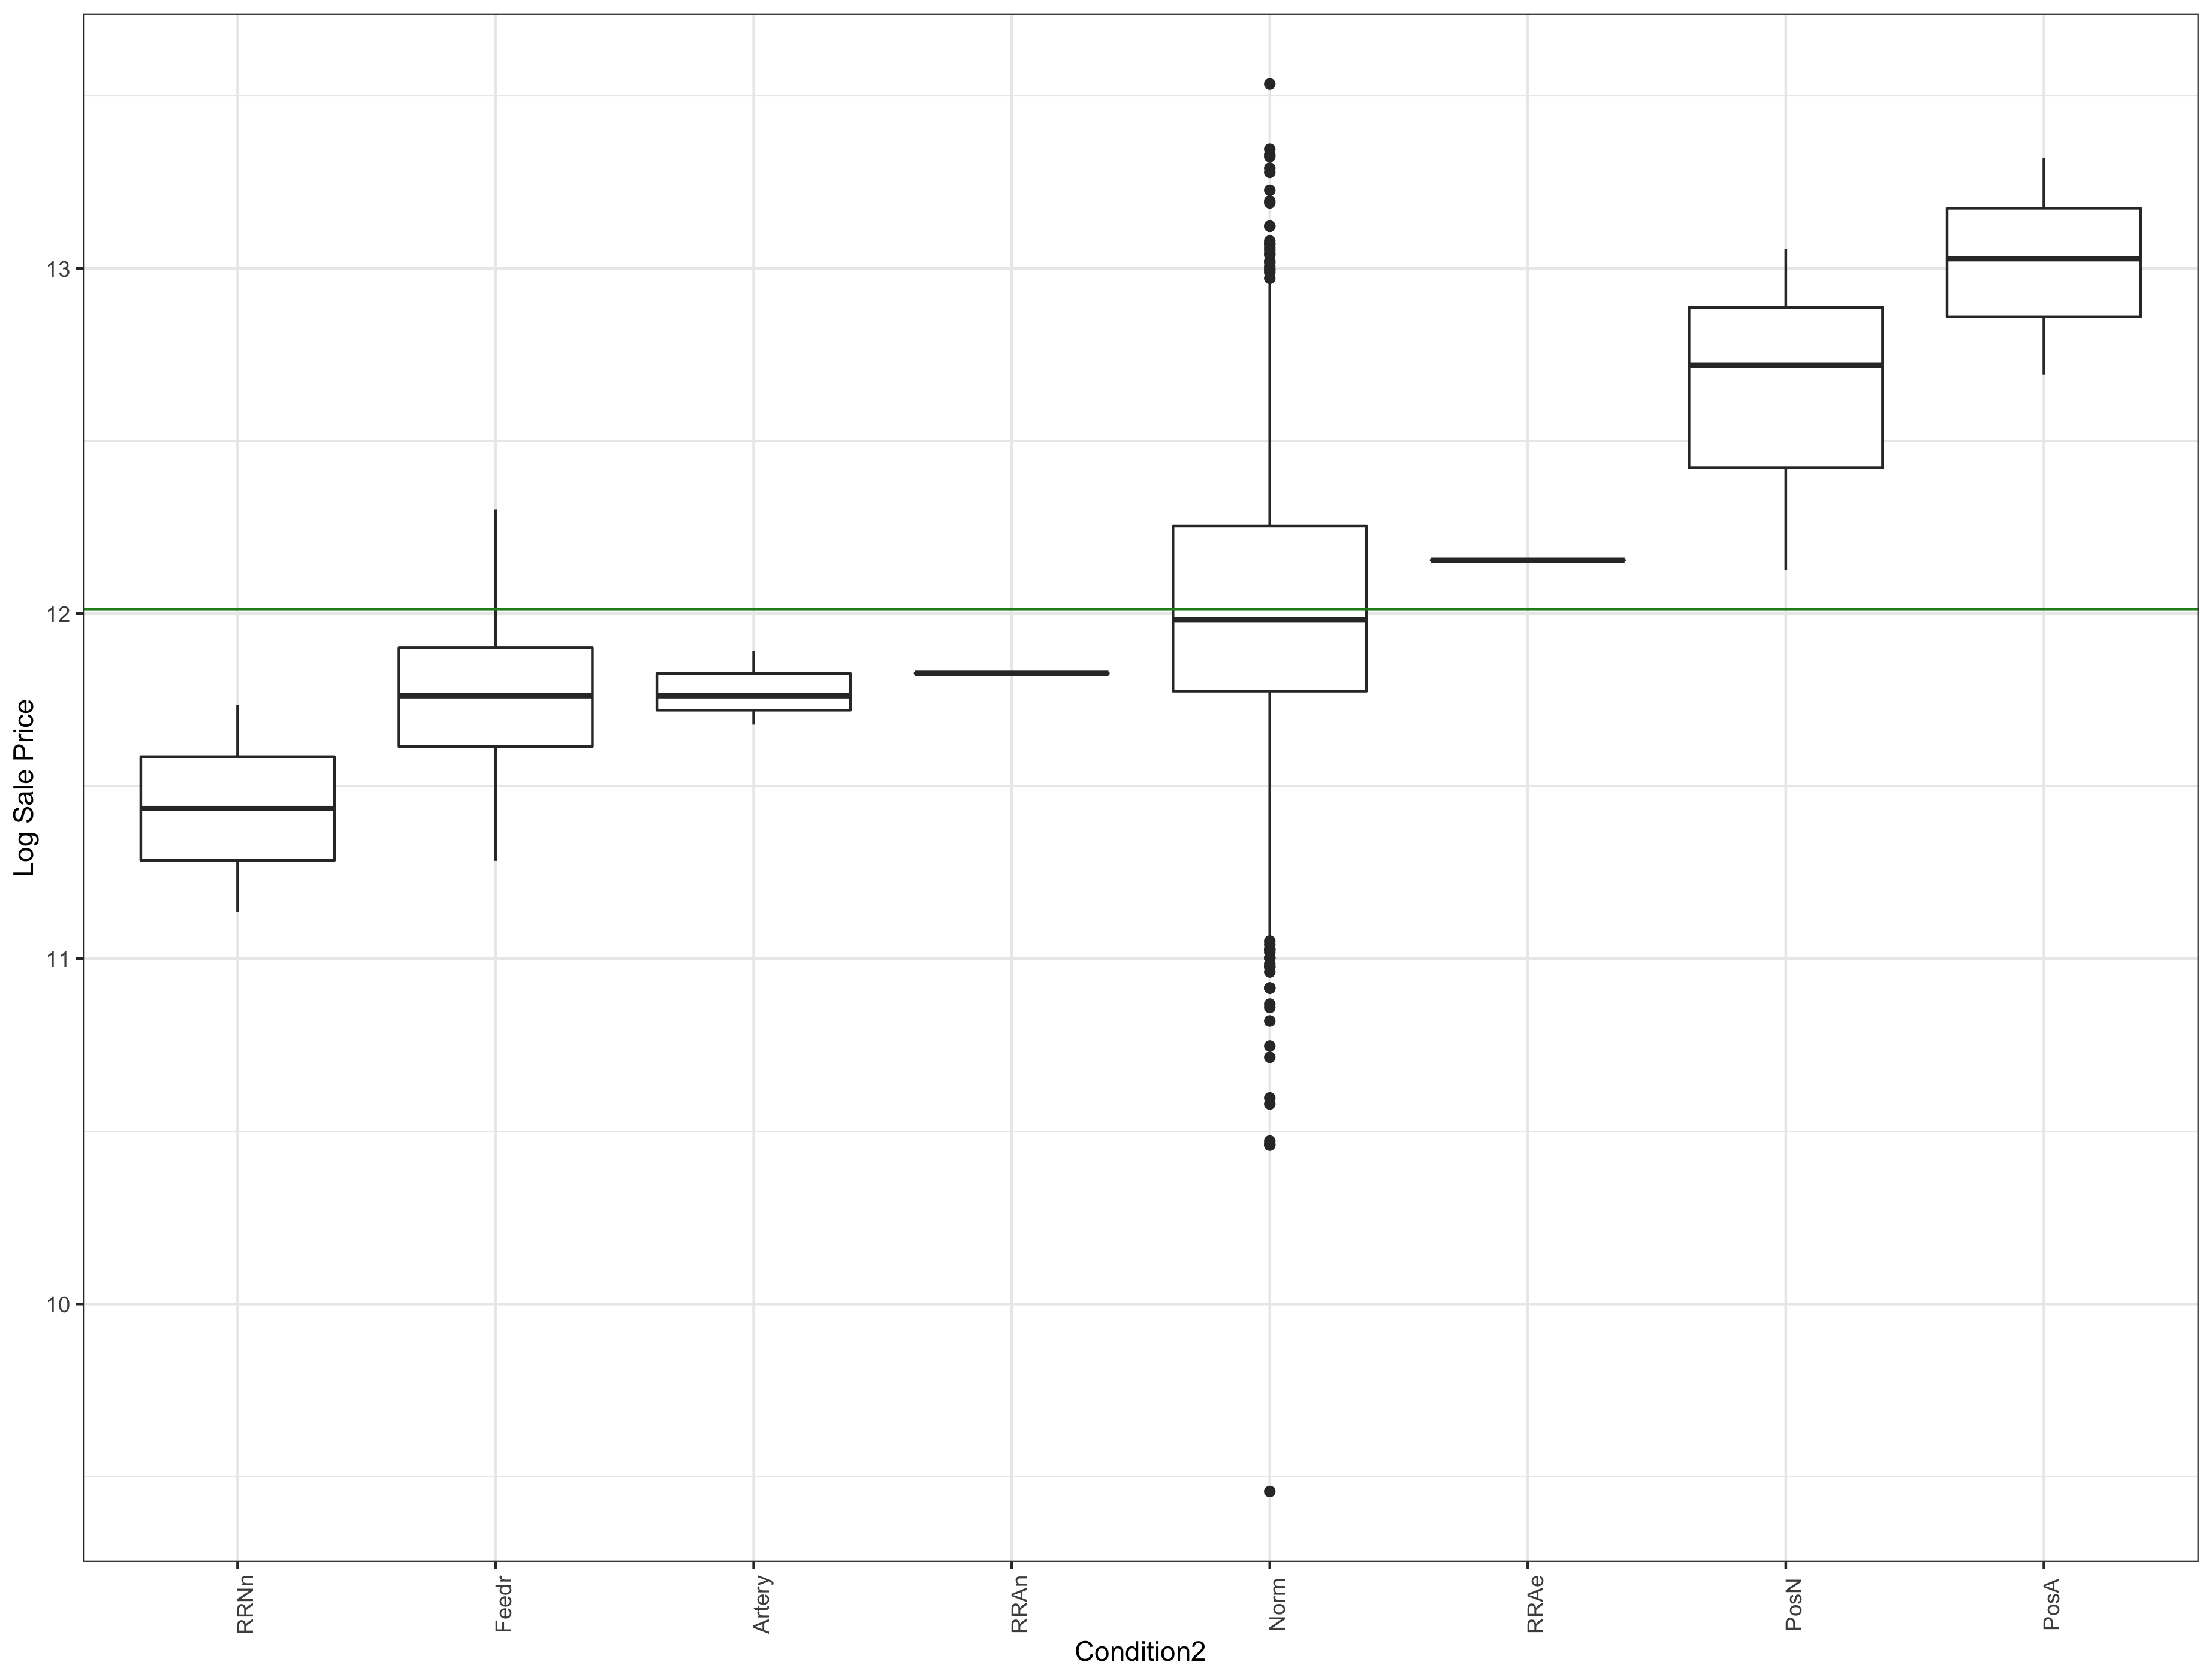 Log Sale Price
13
12
11
10
RRNn
Feedr
Artery
RRAn
Norm
RRAe
PosN
PosA
Condition2